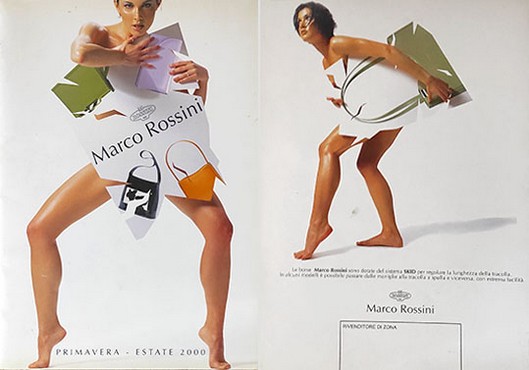 Marco Rossini
PRIMAVERA - ESTATE 2000
Le borse Marco Rossini sono dotate del sistema SKID per regolare la lunghezza della tracolla.
In alcuni modelli è possibile passare dalle maniglie alla tracolla a spalla e viceversa, con estrema facilità.
Marco Rossini
RIVENDITORE DI ZONA